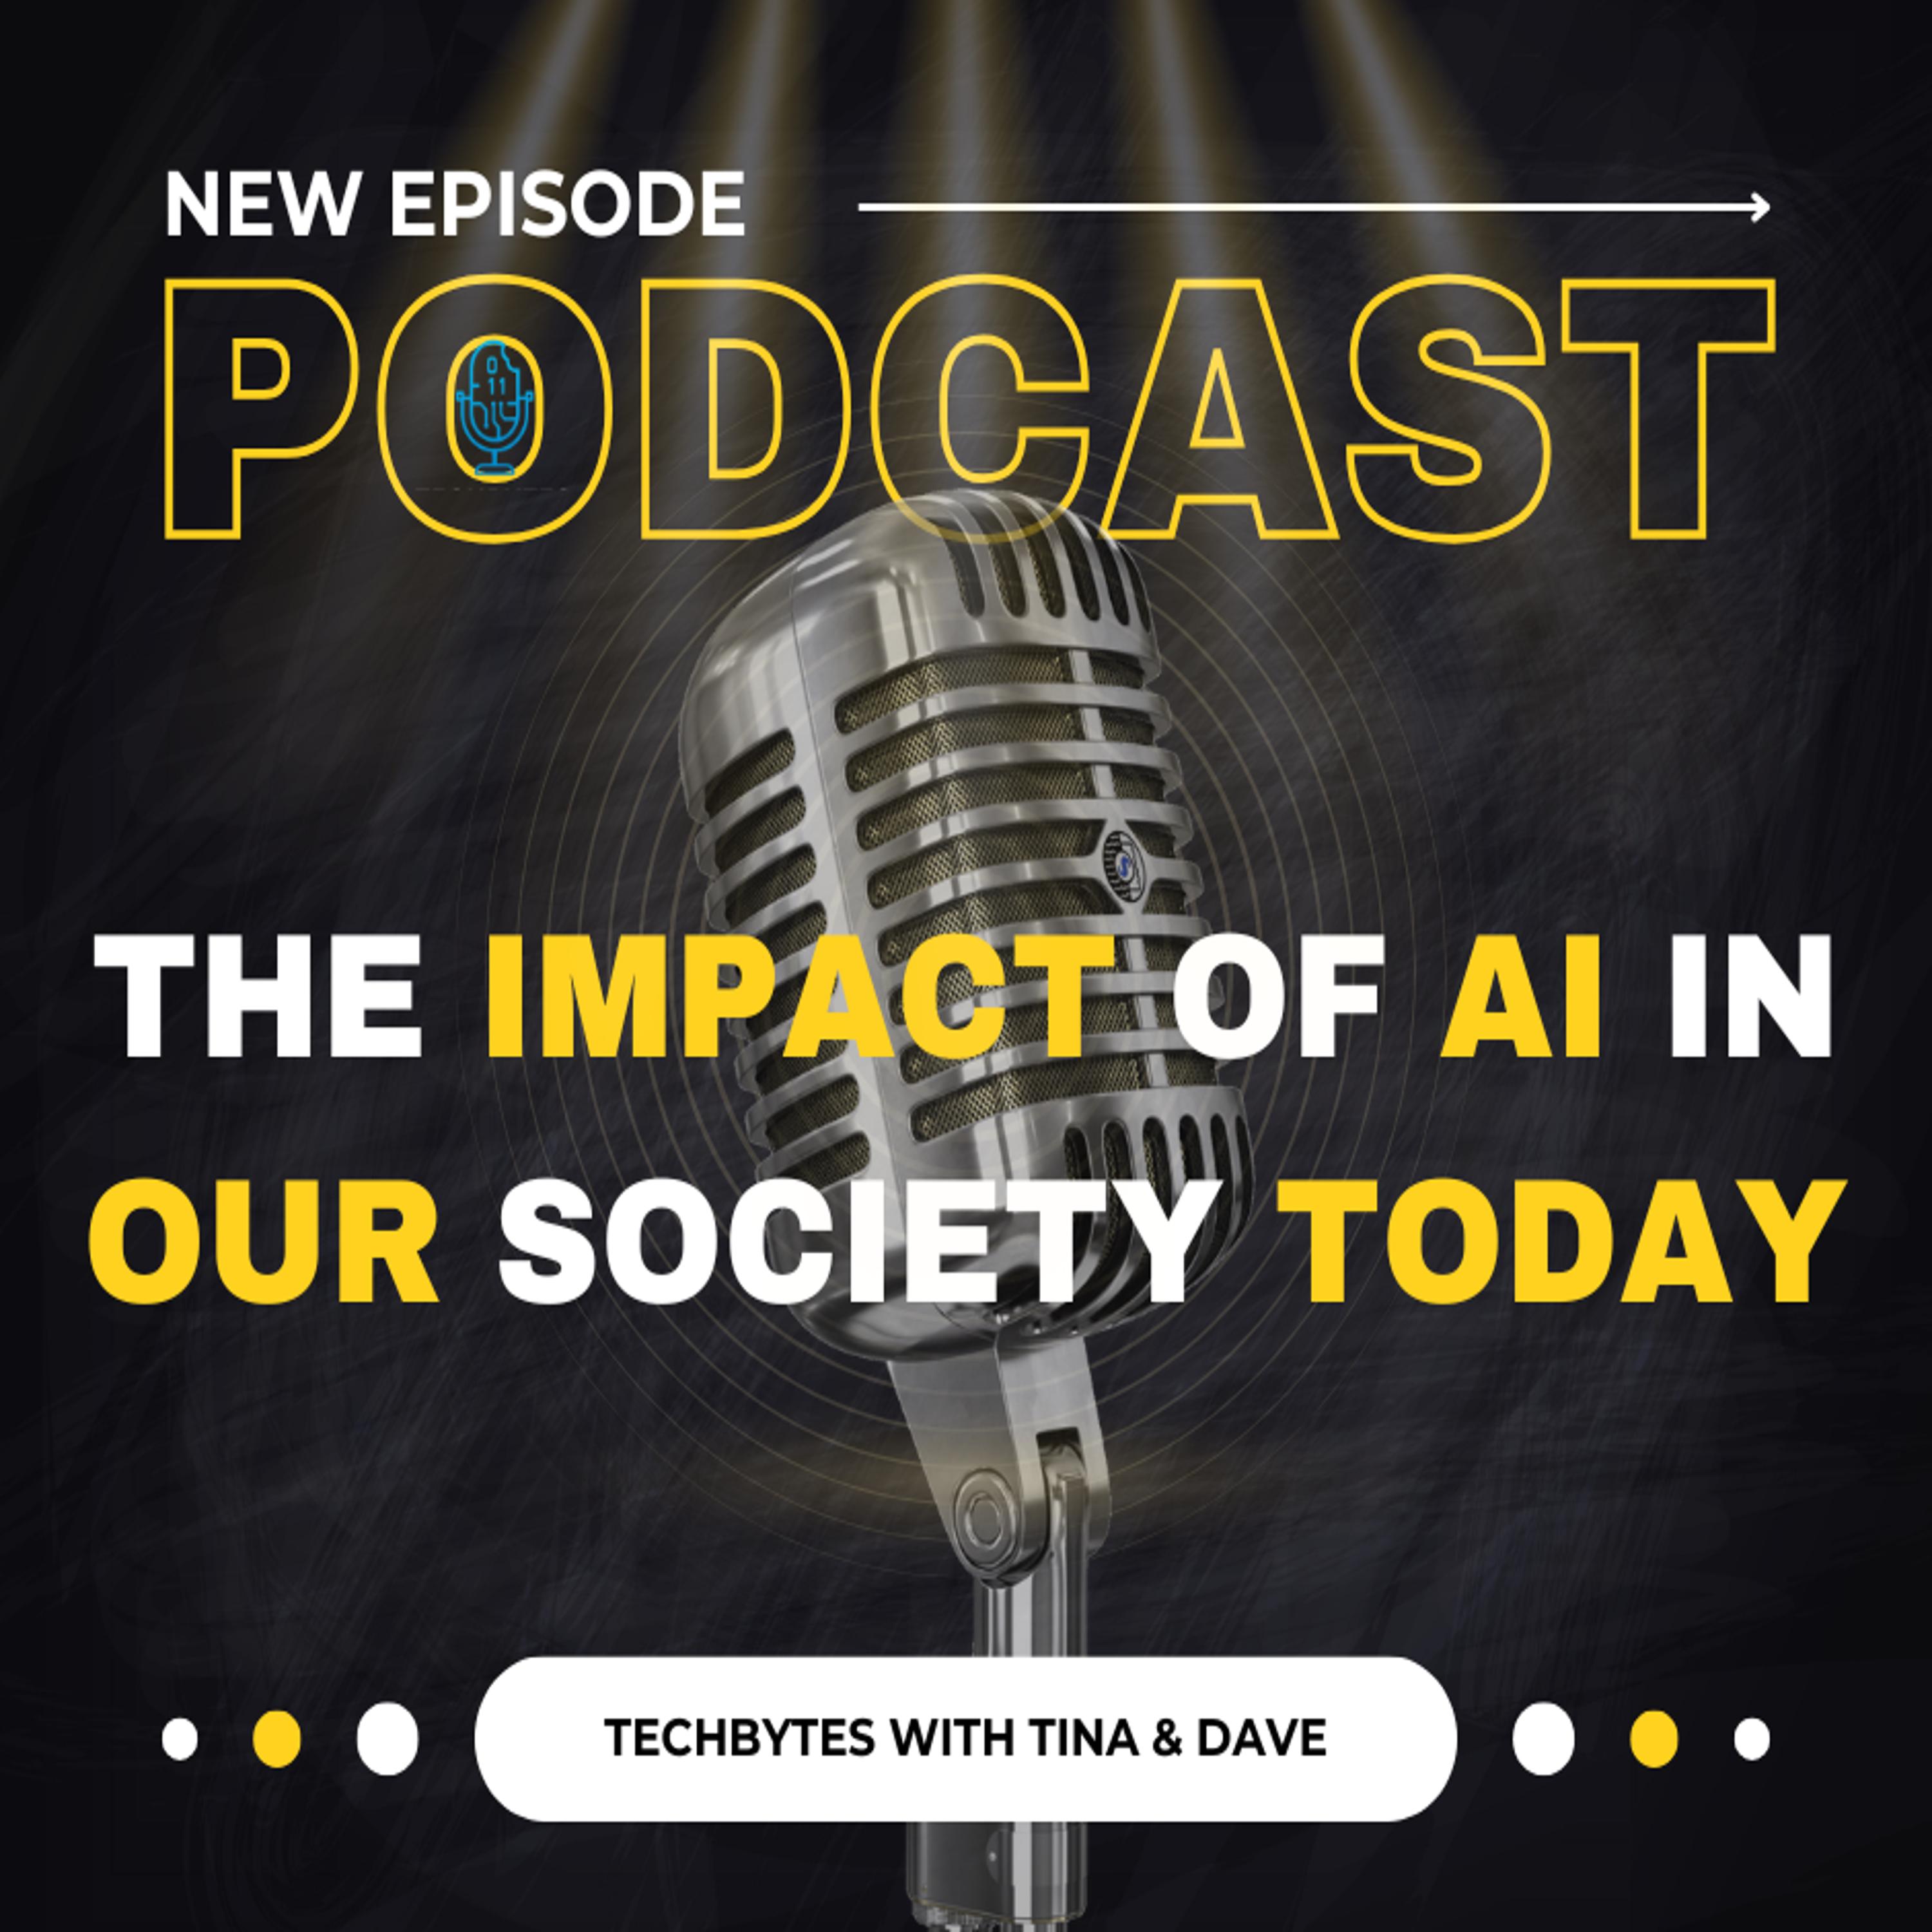 NEW EPISODE
PODCAST
THE IMPACT OF AI IN
OUR SOCIETY TODAY
TECHBYTES WITH TINA & DAVE